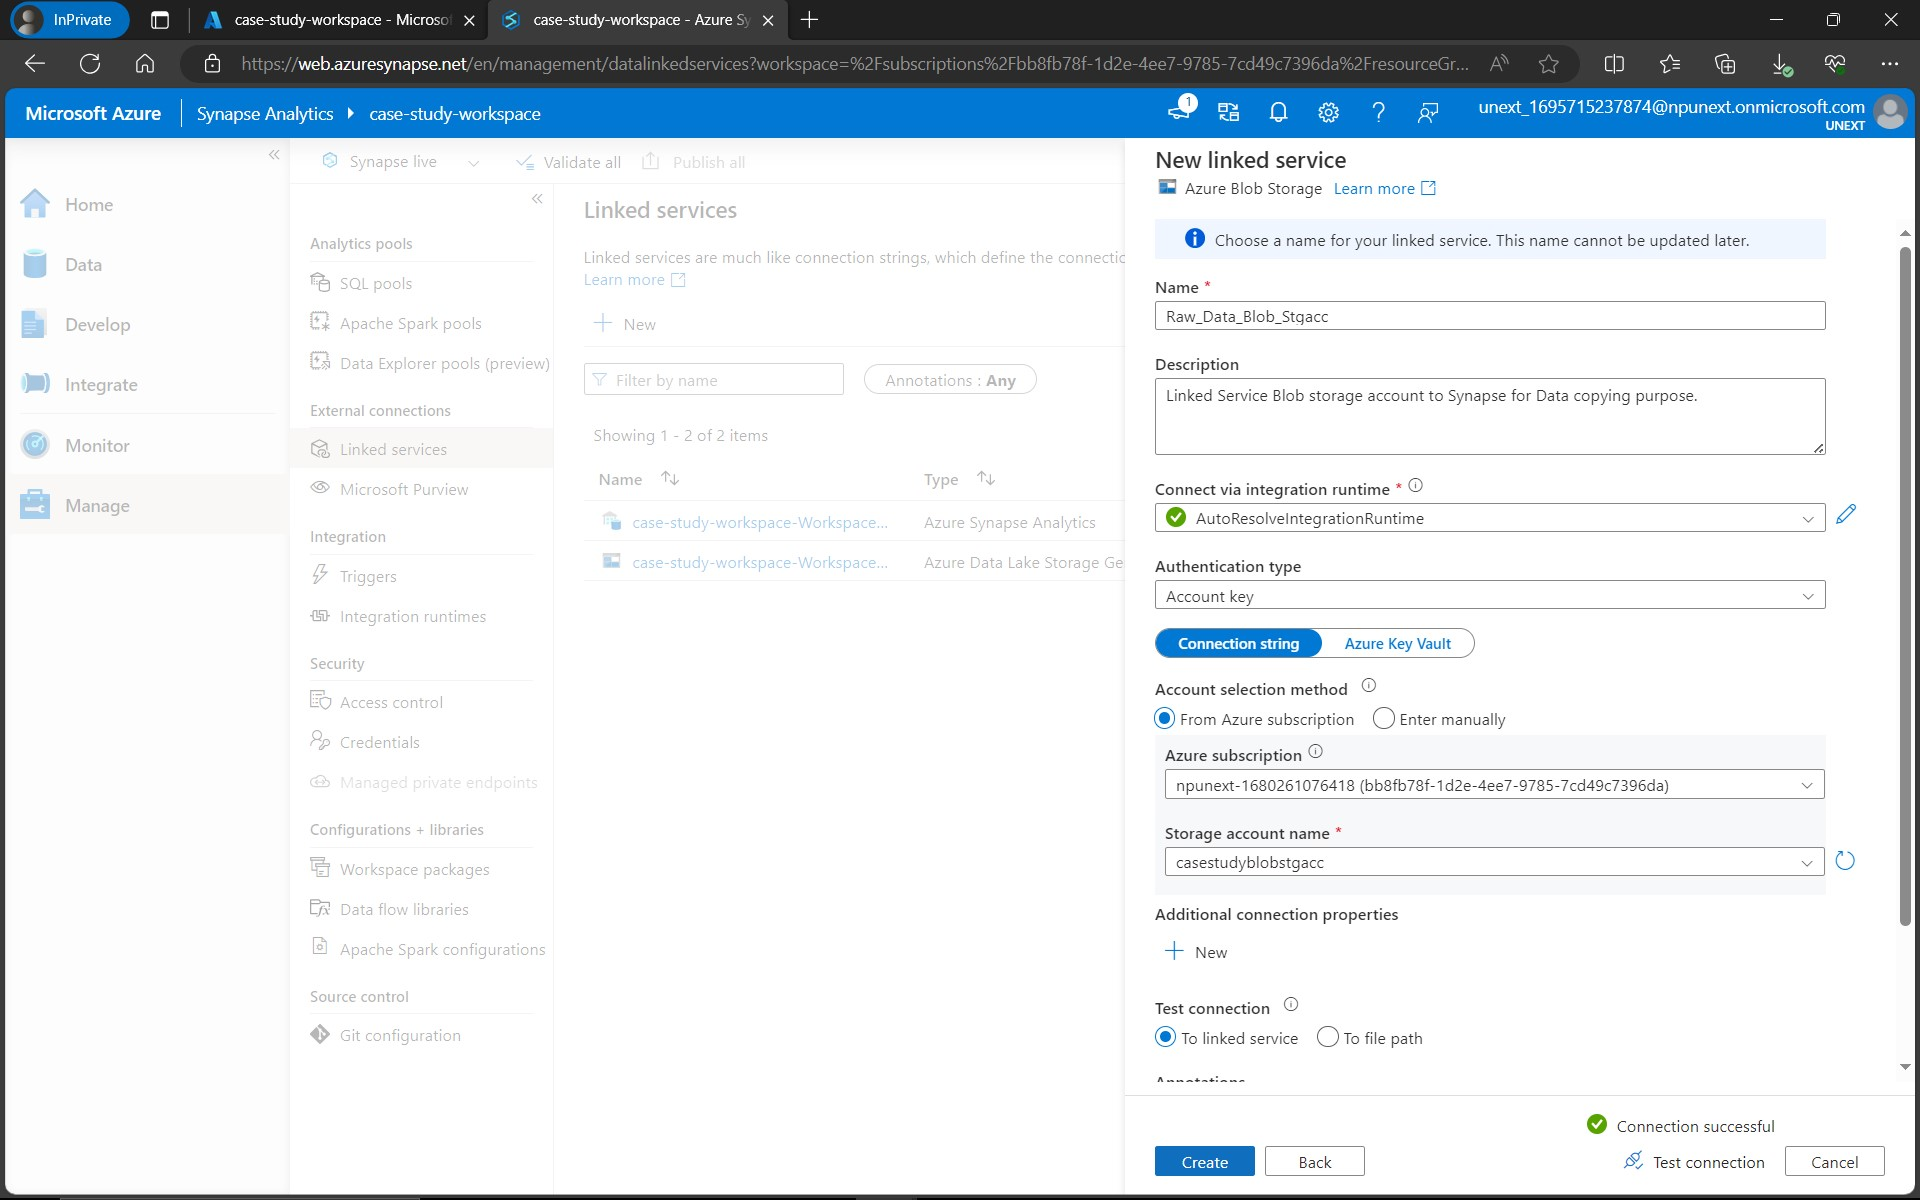 InPrivate
case-study-workspace - Microso
case-study-workspace - Azure Sy
https://web.azuresynapse.net/en/management/datalinkedservices?workspace=%2Fsubscriptions%2Fbb8fb78f-1d2e-4ee7-9785-7cd49c7396da%2FresourceGr...
Microsoft Azure
Synapse Analytics
case-study-workspace
1
unext_1695715237874@npunext.onmicrosoft.com
UNEXT
Home
Data
Develop
Integrate
Monitor
Manage
Synapse live
Validate all
Publish all
Analytics pools
SQL pools
Apache Spark pools
Data Explorer pools (preview)
External connections
Linked services
Microsoft Purview
Integration
Triggers
Integration runtimes
Security
Access control
Credentials
Managed private endpoints
Configurations + libraries
Workspace packages
Data flow libraries
Apache Spark configurations
Source control
Git configuration
Linked services
Linked services are much like connection strings, which define the connectic
Learn more
New
Filter by name
Annotations : Any
Showing 1 - 2 of 2 items
Name Type
case-study-workspace-Workspace... Azure Synapse Analytics
case-study-workspace-Workspace... Azure Data Lake Storage Ge
New linked service
Azure Blob Storage Learn more
Choose a name for your linked service. This name cannot be updated later.
Name *
Raw_Data_Blob_Stgacc
Description
Linked Service Blob storage account to Synapse for Data copying purpose.
Connect via integration runtime *
AutoResolveIntegrationRuntime
Authentication type
Account key
Connection string Azure Key Vault
Account selection method
From Azure subscription Enter manually
Azure subscription
npunext-1680261076418 (bb8fb78f-1d2e-4ee7-9785-7cd49c7396da)
Storage account name *
casestudyblobstgacc
Additional connection properties
New
Test connection
To linked service To file path
Annotations
Connection successful
Create Back Test connection Cancel